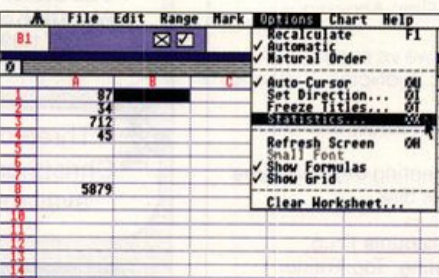 File Edit Range Mark Options Chart Help
B1
Recalculate F1
✓ Automatic
✓ Natural Order
✓ Auto-Cursor
Set Direction...
Freeze Titles...
Statistics...
Refresh Screen
Small Font
✓ Show Formulas
✓ Show Grid
Clear Worksheet...
0
A B C
1 87
2 34
3 712
4 45
5
6
7
8 5879
9
10
11
12
13
14